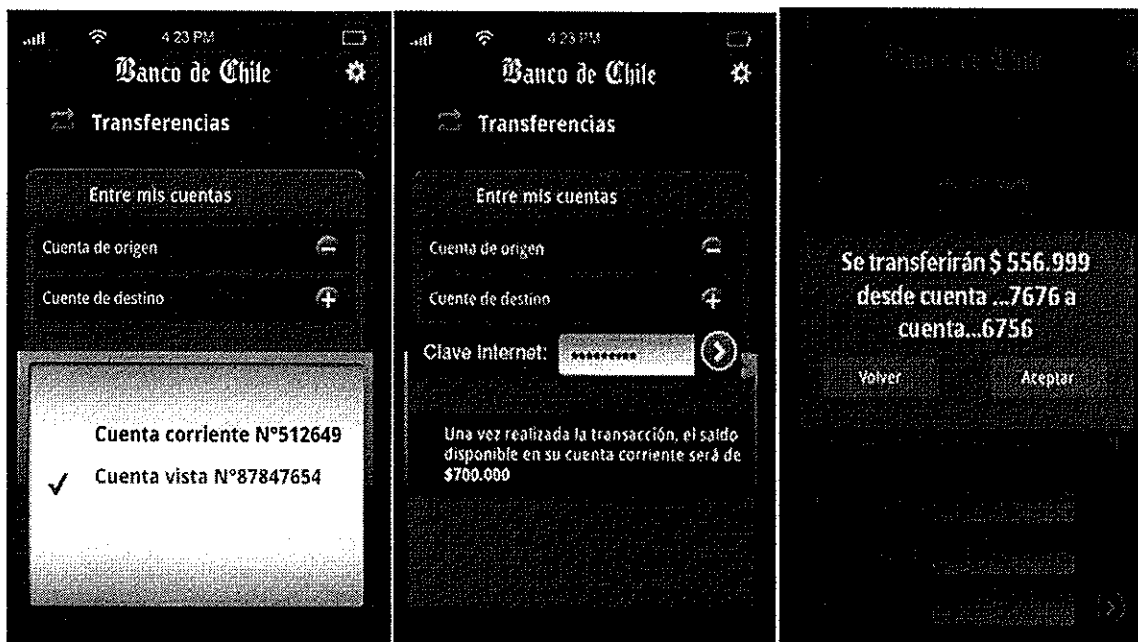 4:23 PM
Banco de Chile
Transferencias
Entre mis cuentas
Cuenta de origen
Cuente de destino
Cuenta corriente N°512649
✓ Cuenta vista N°87847654
4:23 PM
Banco de Chile
Transferencias
Entre mis cuentas
Cuenta de origen
Cuente de destino
Clave Internet: *********
Una vez realizada la transacción, el saldo
disponible en su cuenta corriente será de
$700.000
Banco de Chile
Se transferirán $ 556.999
desde cuenta ...7676 a
cuenta...6756
Volver Aceptar